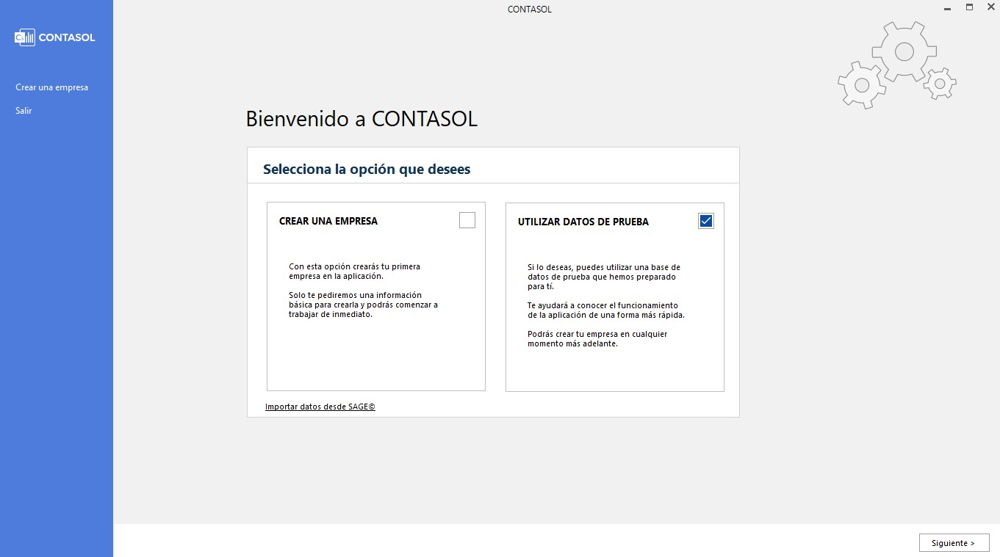 CONTASOL
Cs CONTASOL
Crear una empresa
Salir
Bienvenido a CONTASOL
Selecciona la opción que desees
CREAR UNA EMPRESA
Con esta opción crearás tu primera
empresa en la aplicación.
Solo te pediremos una información
básica para crearla y podrás comenzar a
trabajar de inmediato.
UTILIZAR DATOS DE PRUEBA
Si lo deseas, puedes utilizar una base de
datos de prueba que hemos preparado
para tí.
Te ayudará a conocer el funcionamiento
de la aplicación de una forma más rápida.
Podrás crear tu empresa en cualquier
momento más adelante.
Importar datos desde SAGE©
Siguiente >